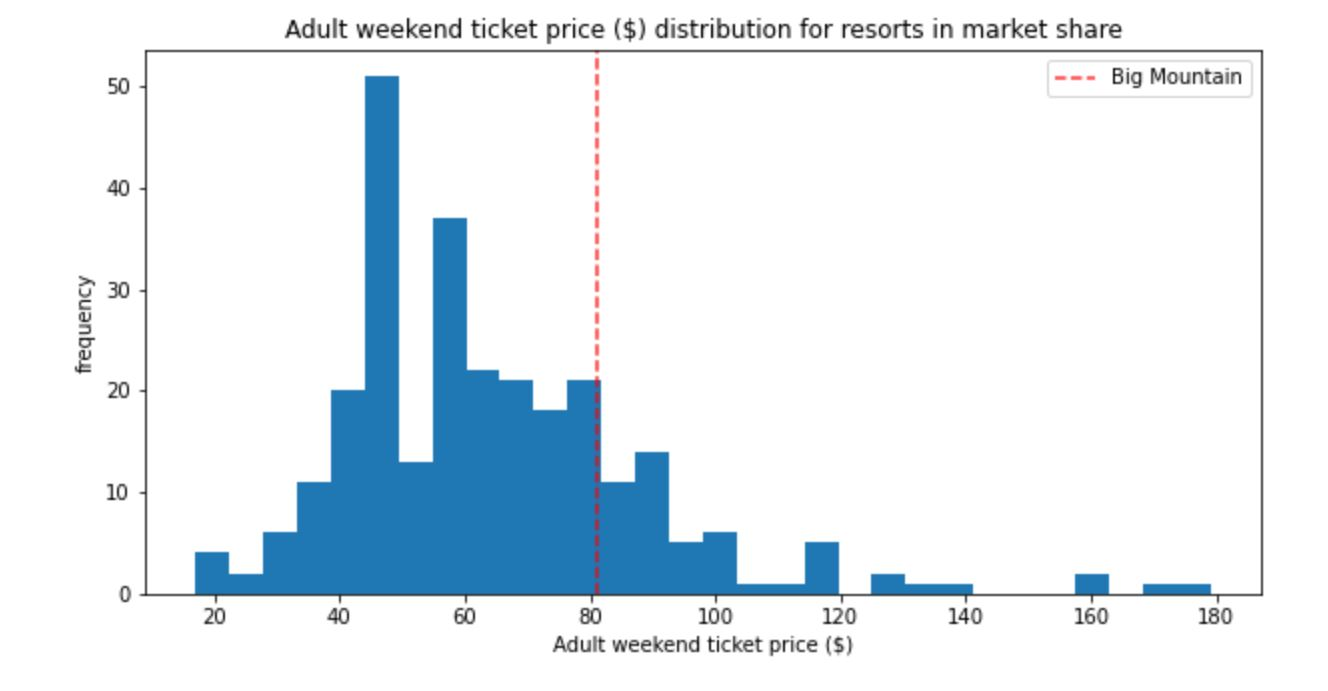 Adult weekend ticket price ($) distribution for resorts in market share
Big Mountain
50
40
30
20
10
0
frequency
20 40 60 80 100 120 140 160 180
Adult weekend ticket price ($)